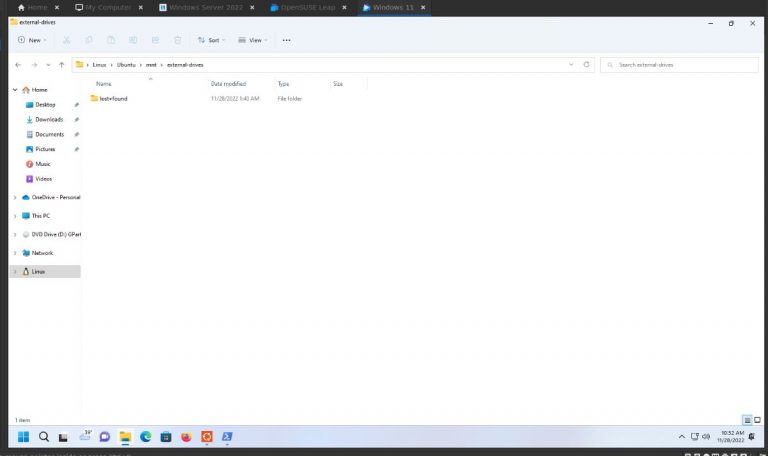 Home
My Computer
Windows Server 2022
OpenSUSE Leap
Windows 11
external-drives
New
Sort
View
Linux > Ubuntu > mnt > external-drives
Search external-drives
Name
Date modified
Type
Size
lost+found
11/28/2022 1:40 AM
File folder
Home
Desktop
Downloads
Documents
Pictures
Music
Videos
OneDrive - Personal
This PC
DVD Drive (D:) GPart
Network
Linux
1 item
39°
10:52 AM
11/28/2022